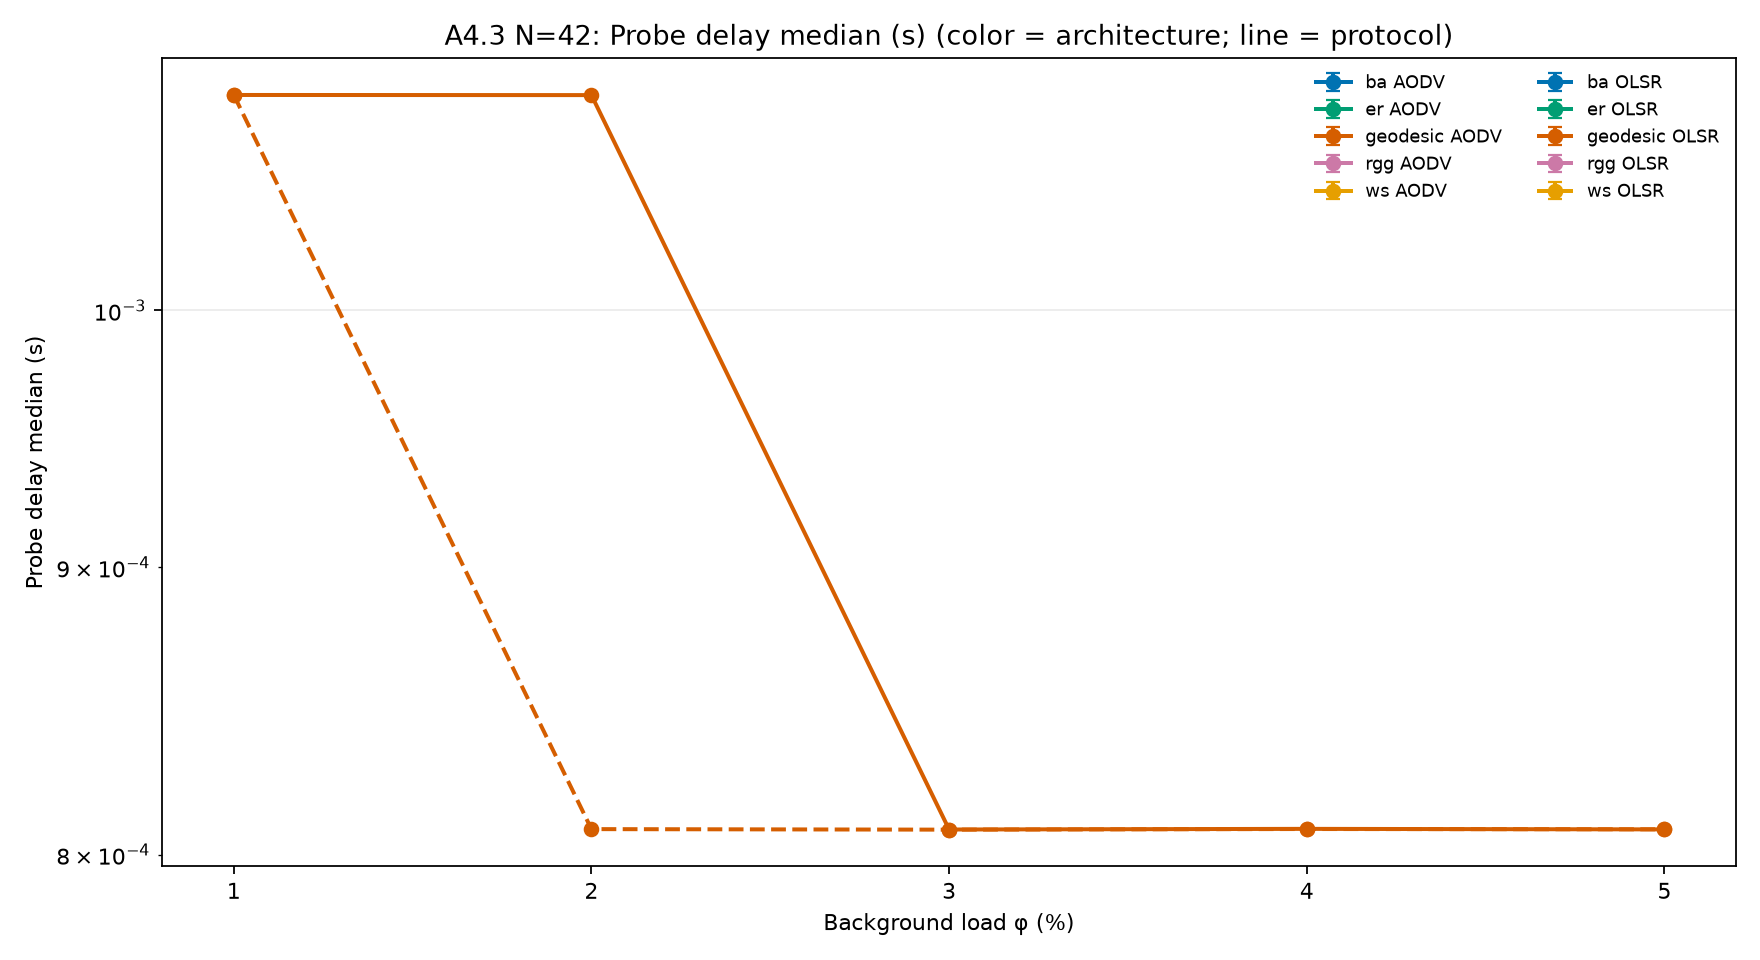 A4.3 N=42: Probe delay median (s) (color = architecture; line = protocol)
ba AODV
er AODV
geodesic AODV
rgg AODV
ws AODV
ba OLSR
er OLSR
geodesic OLSR
rgg OLSR
ws OLSR
Probe delay median (s)
10⁻³
9 × 10⁻⁴
8 × 10⁻⁴
1 2 3 4 5
Background load φ (%)